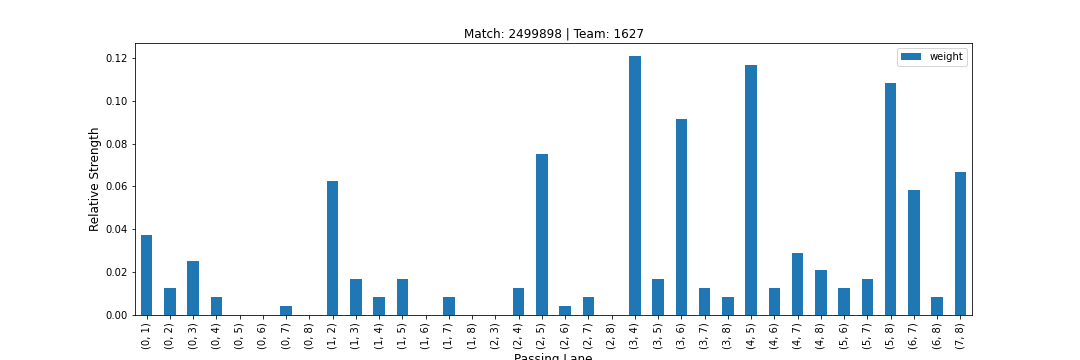 Match: 2499898 | Team: 1627
weight
Relative Strength
0.12
0.10
0.08
0.06
0.04
0.02
0.00
(0, 1) (0, 2) (0, 3) (0, 4) (0, 5) (0, 6) (0, 7) (0, 8) (1, 2) (1, 3) (1, 4) (1, 5) (1, 6) (1, 7) (1, 8) (2, 3) (2, 4) (2, 5) (2, 6) (2, 7) (2, 8) (3, 4) (3, 5) (3, 6) (3, 7) (3, 8) (4, 5) (4, 6) (4, 7) (4, 8) (5, 6) (5, 7) (5, 8) (6, 7) (6, 8) (7, 8)
Passing Lane